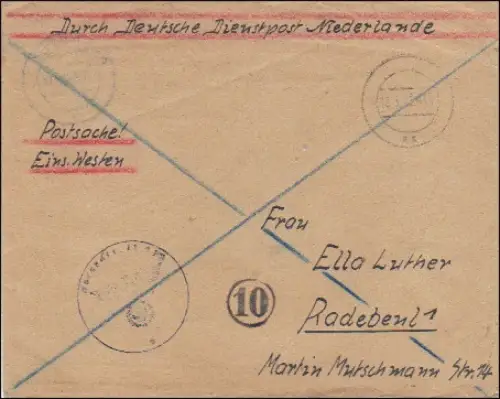 Durch Deutsche Dienstpost Niederlande
Postsache!
Eins. Westen
10
Frau
Ella Luther
Radebeul 1
Martin Mutschmann Str. 14